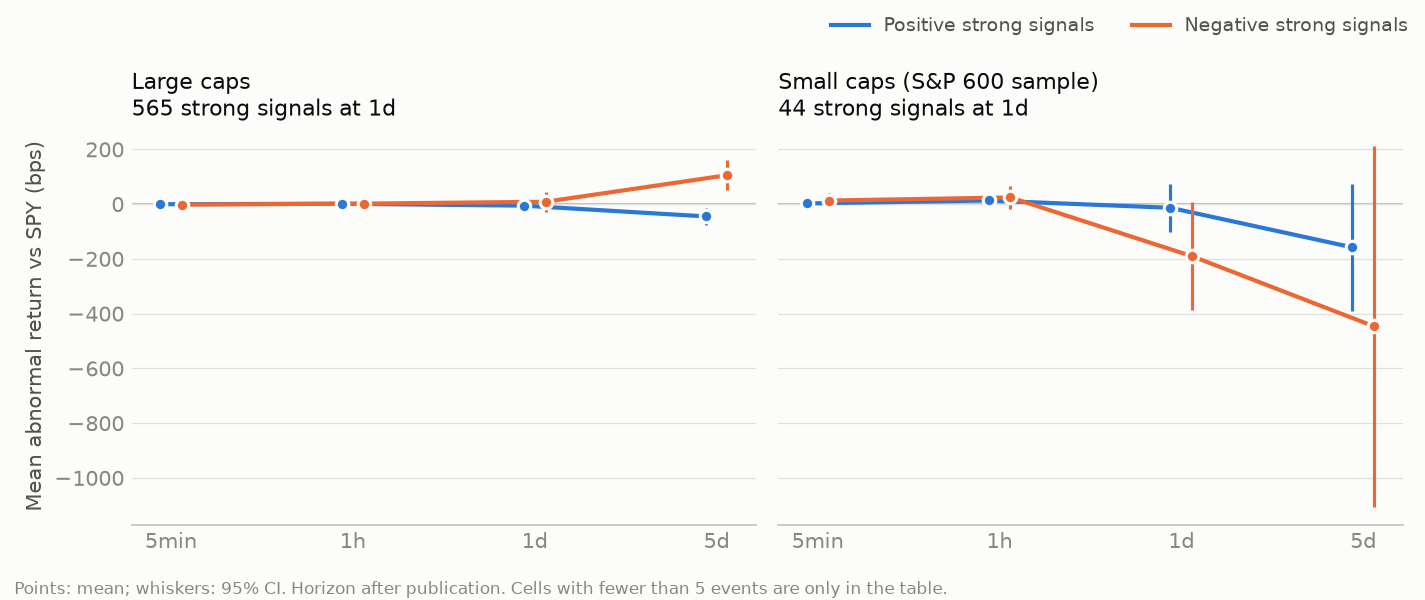 Positive strong signals
Negative strong signals
Large caps
565 strong signals at 1d
Small caps (S&P 600 sample)
44 strong signals at 1d
Mean abnormal return vs SPY (bps)
200
0
−200
−400
−600
−800
−1000
5min
1h
1d
5d
5min
1h
1d
5d
Points: mean; whiskers: 95% CI. Horizon after publication. Cells with fewer than 5 events are only in the table.